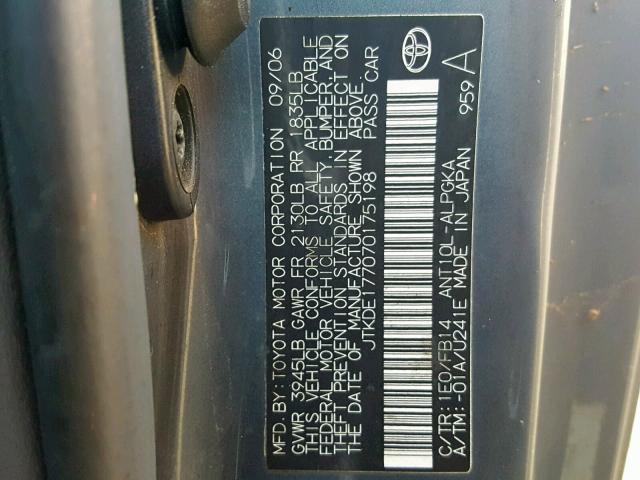 MFD. BY: TOYOTA MOTOR CORPORATION 09/06
GVWR 3945LB GAWR FR 2130LB RR 1835LB
THIS VEHICLE CONFORMS TO ALL APPLICABLE
FEDERAL MOTOR VEHICLE SAFETY, BUMPER, AND
THEFT PREVENTION STANDARDS IN EFFECT ON
THE DATE OF MANUFACTURE SHOWN ABOVE.
JTKDE177070175198 PASS CAR
C/TR: 1E0/FB14 ANT10L-ALPGKA
A/TM: -01A/U241E MADE IN JAPAN 959 A